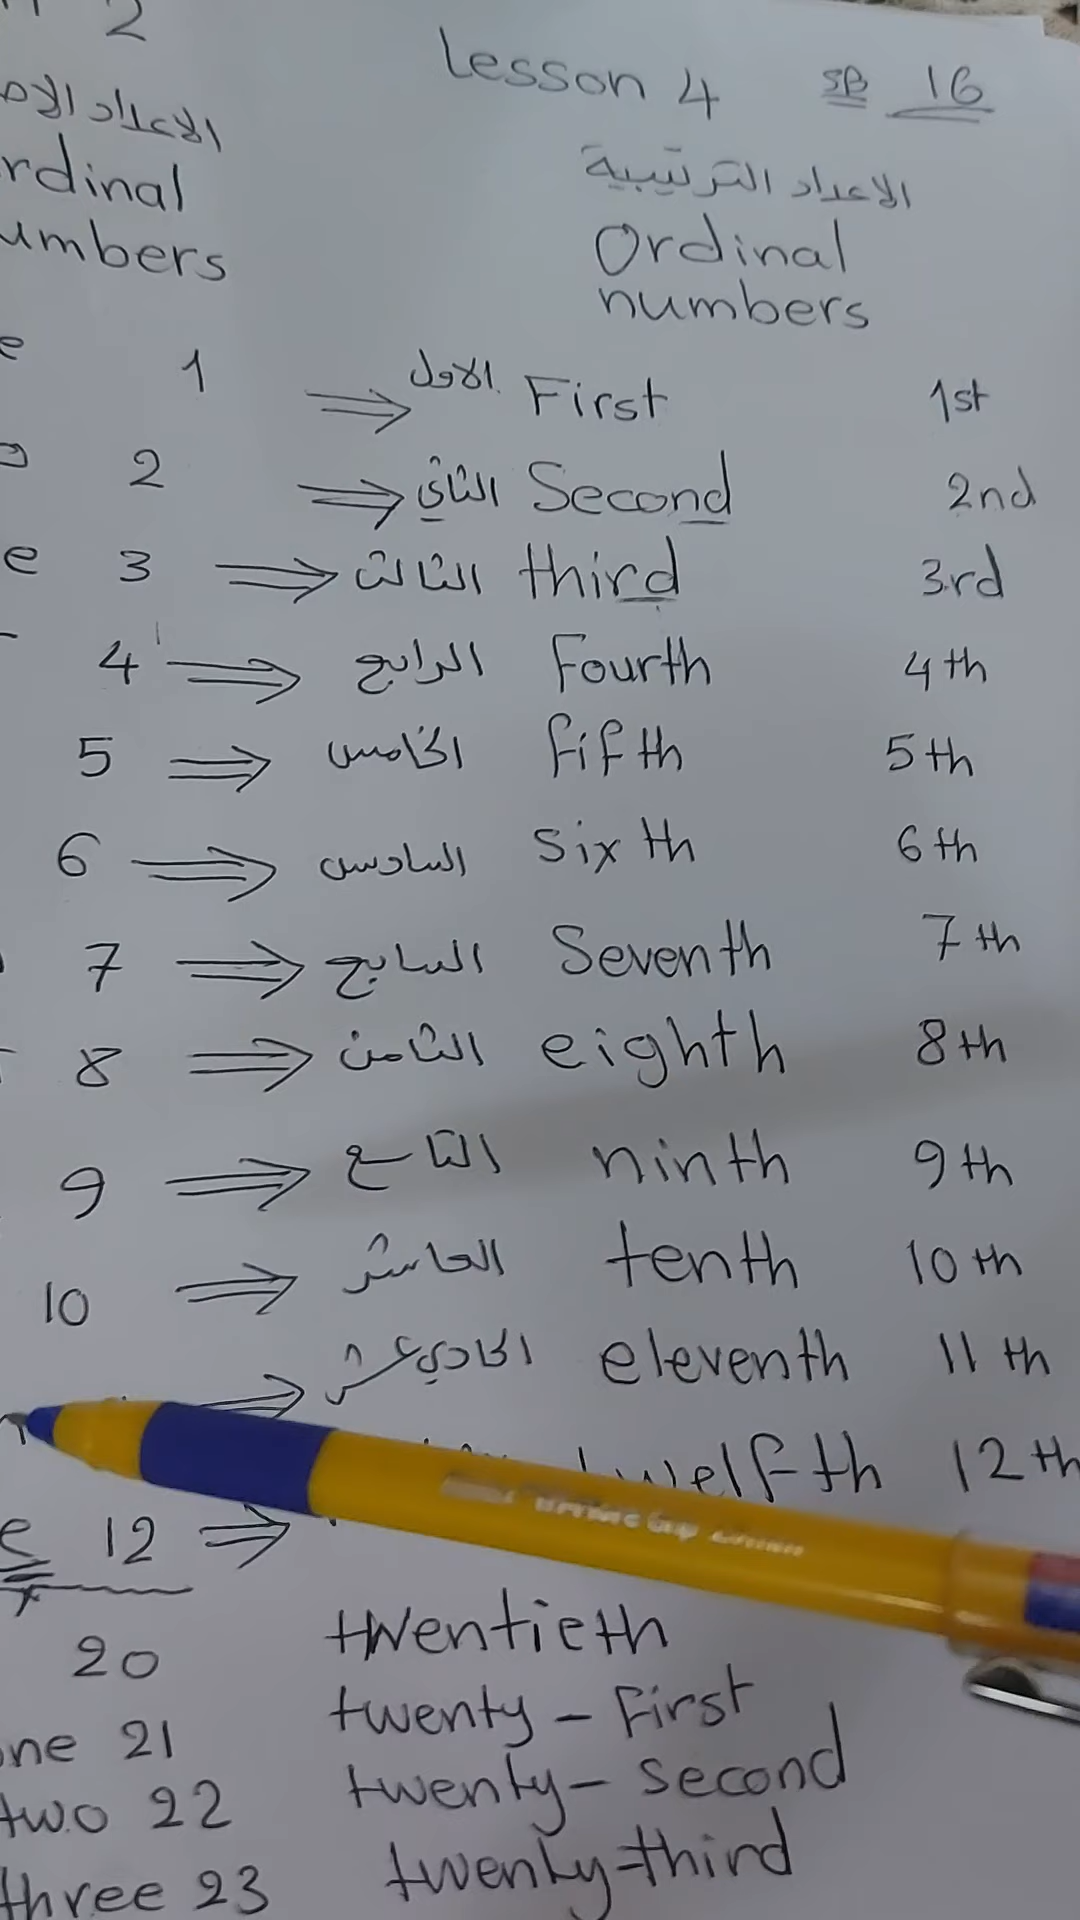 2 Lesson 4 SB 16
الاعداد الترتيبية
rdinal Ordinal
umbers numbers
e 1 ⇒ الاول First 1st
2 ⇒ الثاني Second 2nd
e 3 ⇒ الثالث third 3rd
4 ⇒ الرابع Fourth 4th
5 ⇒ الخامس fifth 5th
6 ⇒ السادس sixth 6th
7 ⇒ السابع Seventh 7th
8 ⇒ الثامن eighth 8th
9 ⇒ التاسع ninth 9th
10 ⇒ العاشر tenth 10th
⇒ الحادي عشر eleventh 11th
twelfth 12th
e 12 ⇒
20 twentieth
ne 21 twenty-First
two 22 twenty-second
three 23 twenty-third